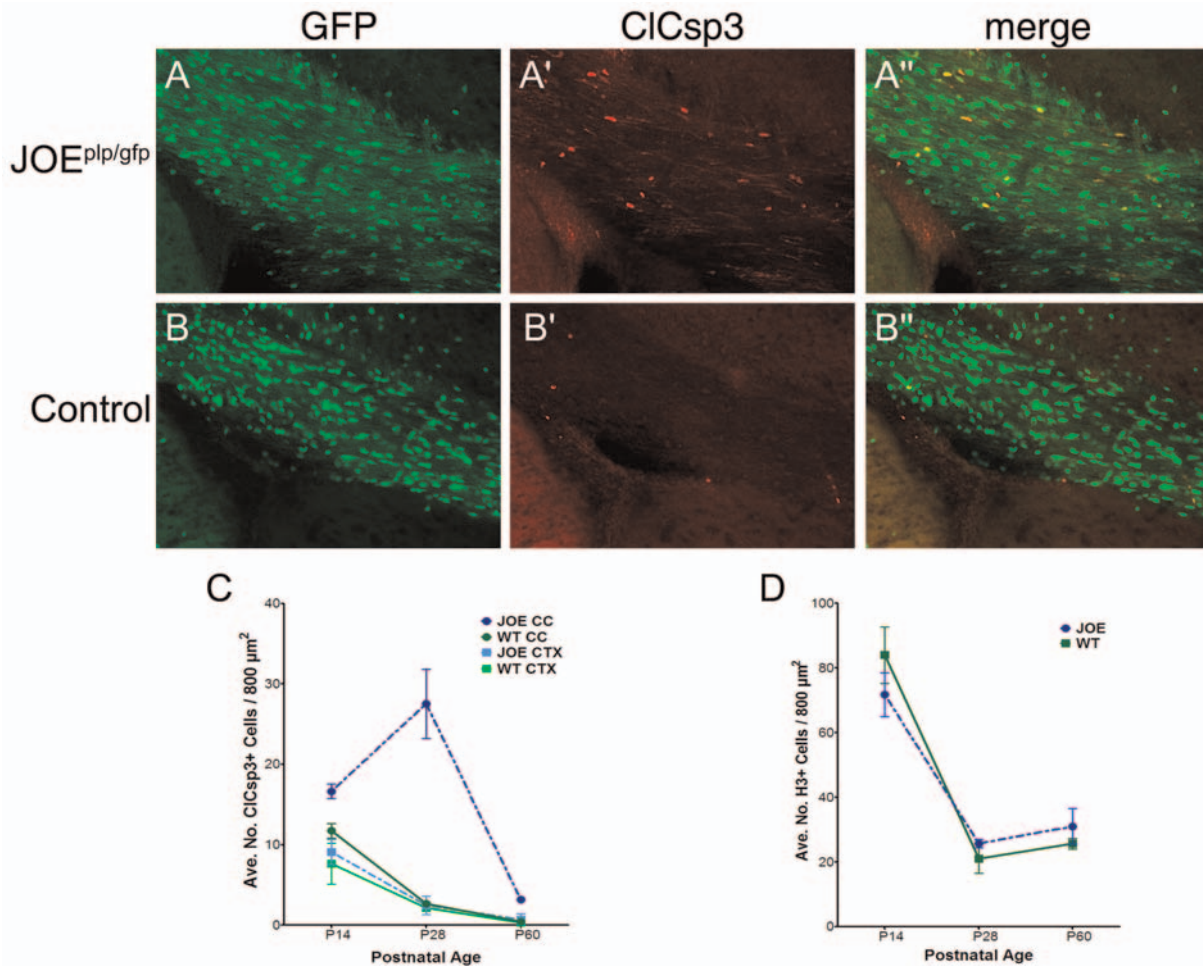 GFP ClCsp3 merge
JOEplp/gfp
A A' A"
Control
B B' B"
C
Ave. No. ClCsp3+ Cells / 800 µm²
40
30
20
10
0
P14 P28 P60
Postnatal Age
JOE CC
WT CC
JOE CTX
WT CTX
D
Ave. No. H3+ Cells / 800 µm²
100
80
60
40
20
0
P14 P28 P60
Postnatal Age
JOE
WT